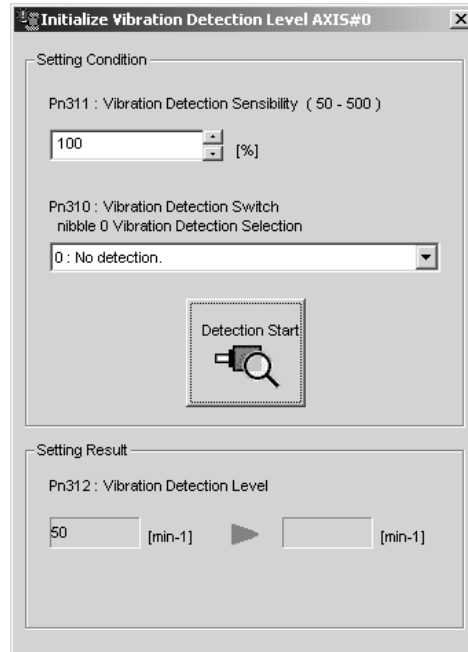 Initialize Vibration Detection Level AXIS#0
Setting Condition
Pn311 : Vibration Detection Sensibility ( 50 - 500 )
100
[%]
Pn310 : Vibration Detection Switch
nibble 0 Vibration Detection Selection
0 : No detection.
Detection Start
Setting Result
Pn312 : Vibration Detection Level
50 [min-1] [min-1]